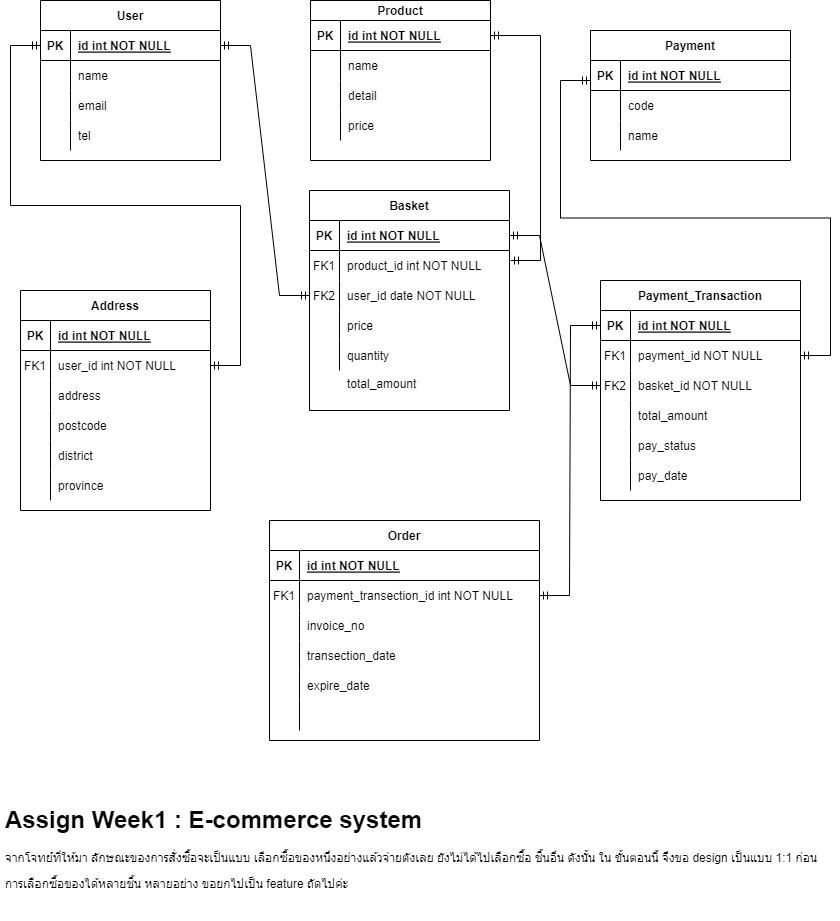 User
PK id int NOT NULL
name
email
tel
Product
PK id int NOT NULL
name
detail
price
Payment
PK id int NOT NULL
code
name
Basket
PK id int NOT NULL
FK1 product_id int NOT NULL
FK2 user_id date NOT NULL
price
quantity
total_amount
Address
PK id int NOT NULL
FK1 user_id int NOT NULL
address
postcode
district
province
Payment_Transaction
PK id int NOT NULL
FK1 payment_id NOT NULL
FK2 basket_id NOT NULL
total_amount
pay_status
pay_date
Order
PK id int NOT NULL
FK1 payment_transection_id int NOT NULL
invoice_no
transection_date
expire_date
Assign Week1 : E-commerce system
จากโจทย์ที่ให้มา ลักษณะของการสั่งซื้อจะเป็นแบบ เลือกซื้อของหนึ่งอย่างแล้วจ่ายตังเลย ยังไม่ได้ไปเลือกซื้อ ชิ้นอื่น ดังนั้น ใน ขั้นตอนนี้ จึงขอ design เป็นแบบ 1:1 ก่อน
การเลือกซื้อของได้หลายชิ้น หลายอย่าง ขอยกไปเป็น feature ถัดไปค่ะ